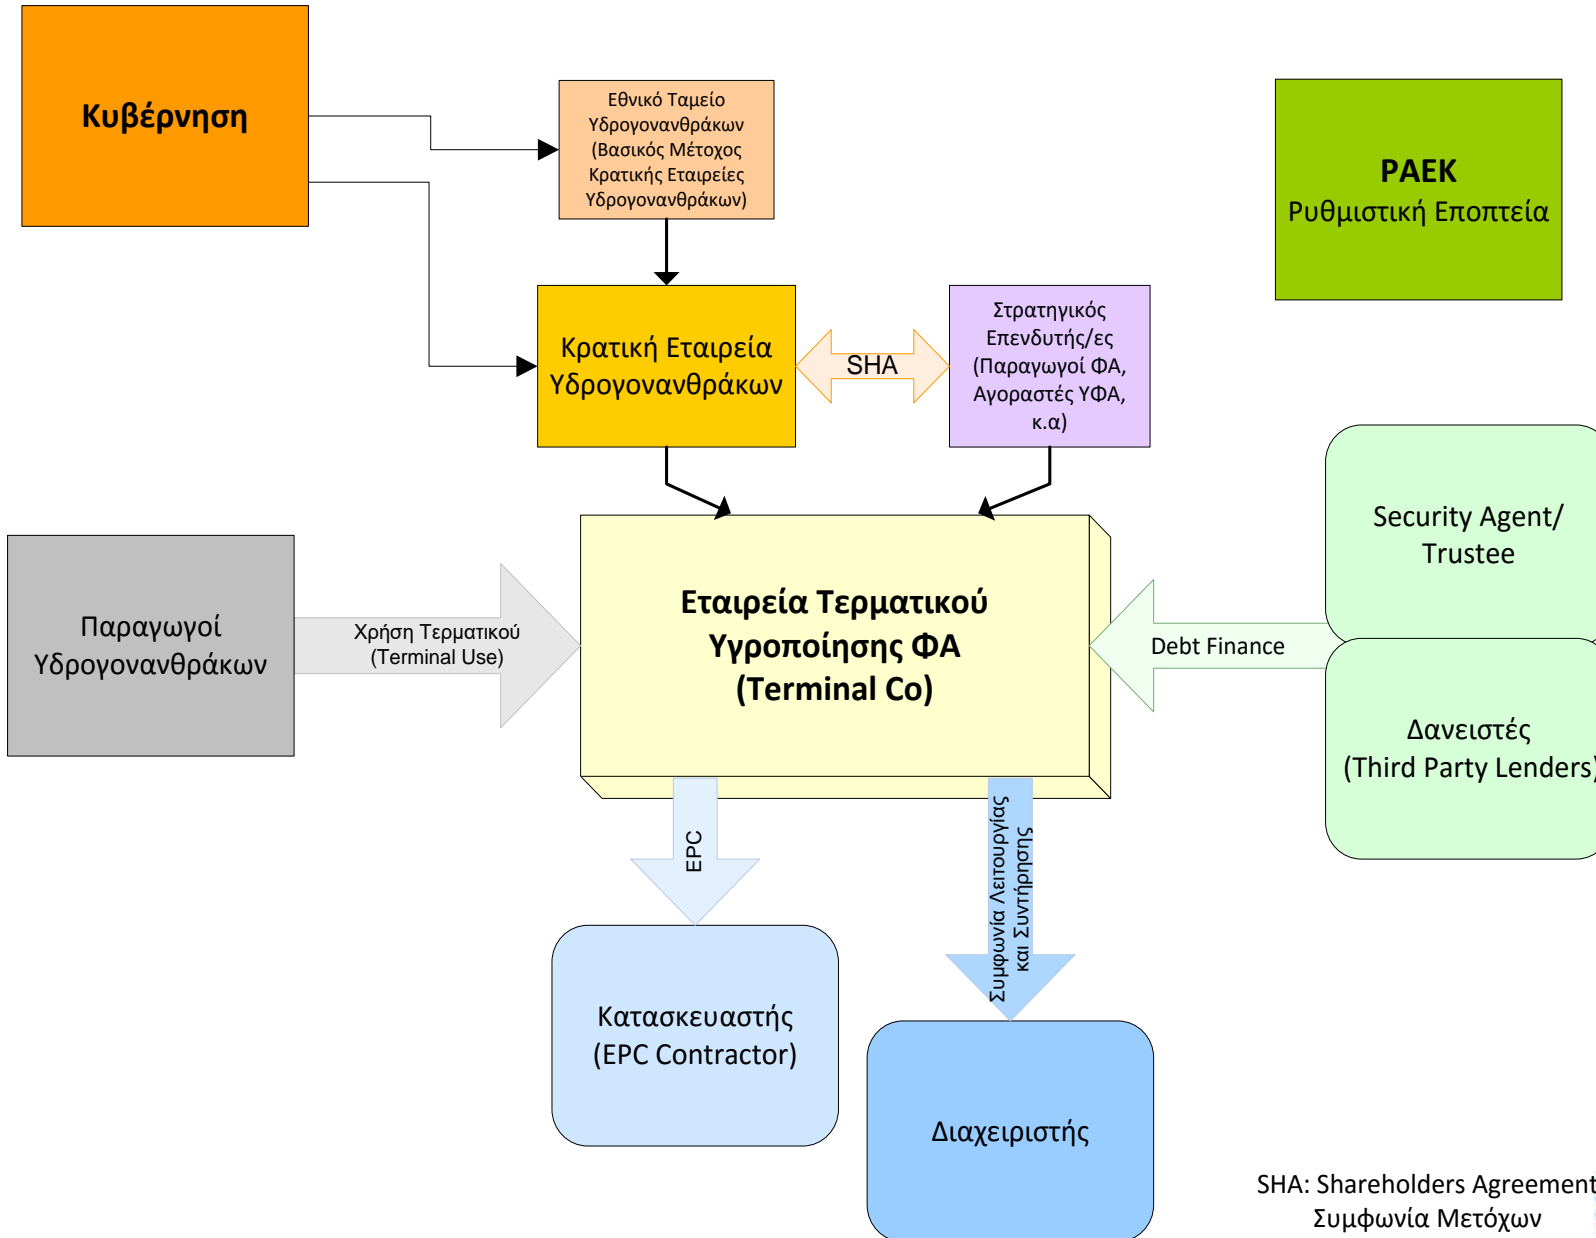 Κυβέρνηση
Εθνικό Ταμείο
Υδρογονανθράκων
(Βασικός Μέτοχος
Κρατικής Εταιρείες
Υδρογονανθράκων)
ΡΑΕΚ
Ρυθμιστική Εποπτεία
Κρατική Εταιρεία
Υδρογονανθράκων
SHA
Στρατηγικός
Επενδυτής/ες
(Παραγωγοί ΦΑ,
Αγοραστές ΥΦΑ,
κ.α)
Security Agent/
Trustee
Παραγωγοί
Υδρογονανθράκων
Χρήση Τερματικού
(Terminal Use)
Εταιρεία Τερματικού
Υγροποίησης ΦΑ
(Terminal Co)
Debt Finance
Δανειστές
(Third Party Lenders)
EPC
Συμφωνία Λειτουργίας
και Συντήρησης
Κατασκευαστής
(EPC Contractor)
Διαχειριστής
SHA: Shareholders Agreement
Συμφωνία Μετόχων